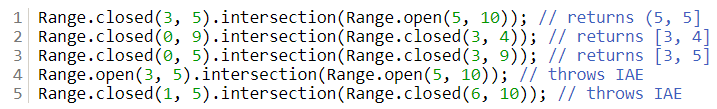 1 Range.closed(3, 5).intersection(Range.open(5, 10)); // returns (5, 5]
2 Range.closed(0, 9).intersection(Range.closed(3, 4)); // returns [3, 4]
3 Range.closed(0, 5).intersection(Range.closed(3, 9)); // returns [3, 5]
4 Range.open(3, 5).intersection(Range.open(5, 10)); // throws IAE
5 Range.closed(1, 5).intersection(Range.closed(6, 10)); // throws IAE